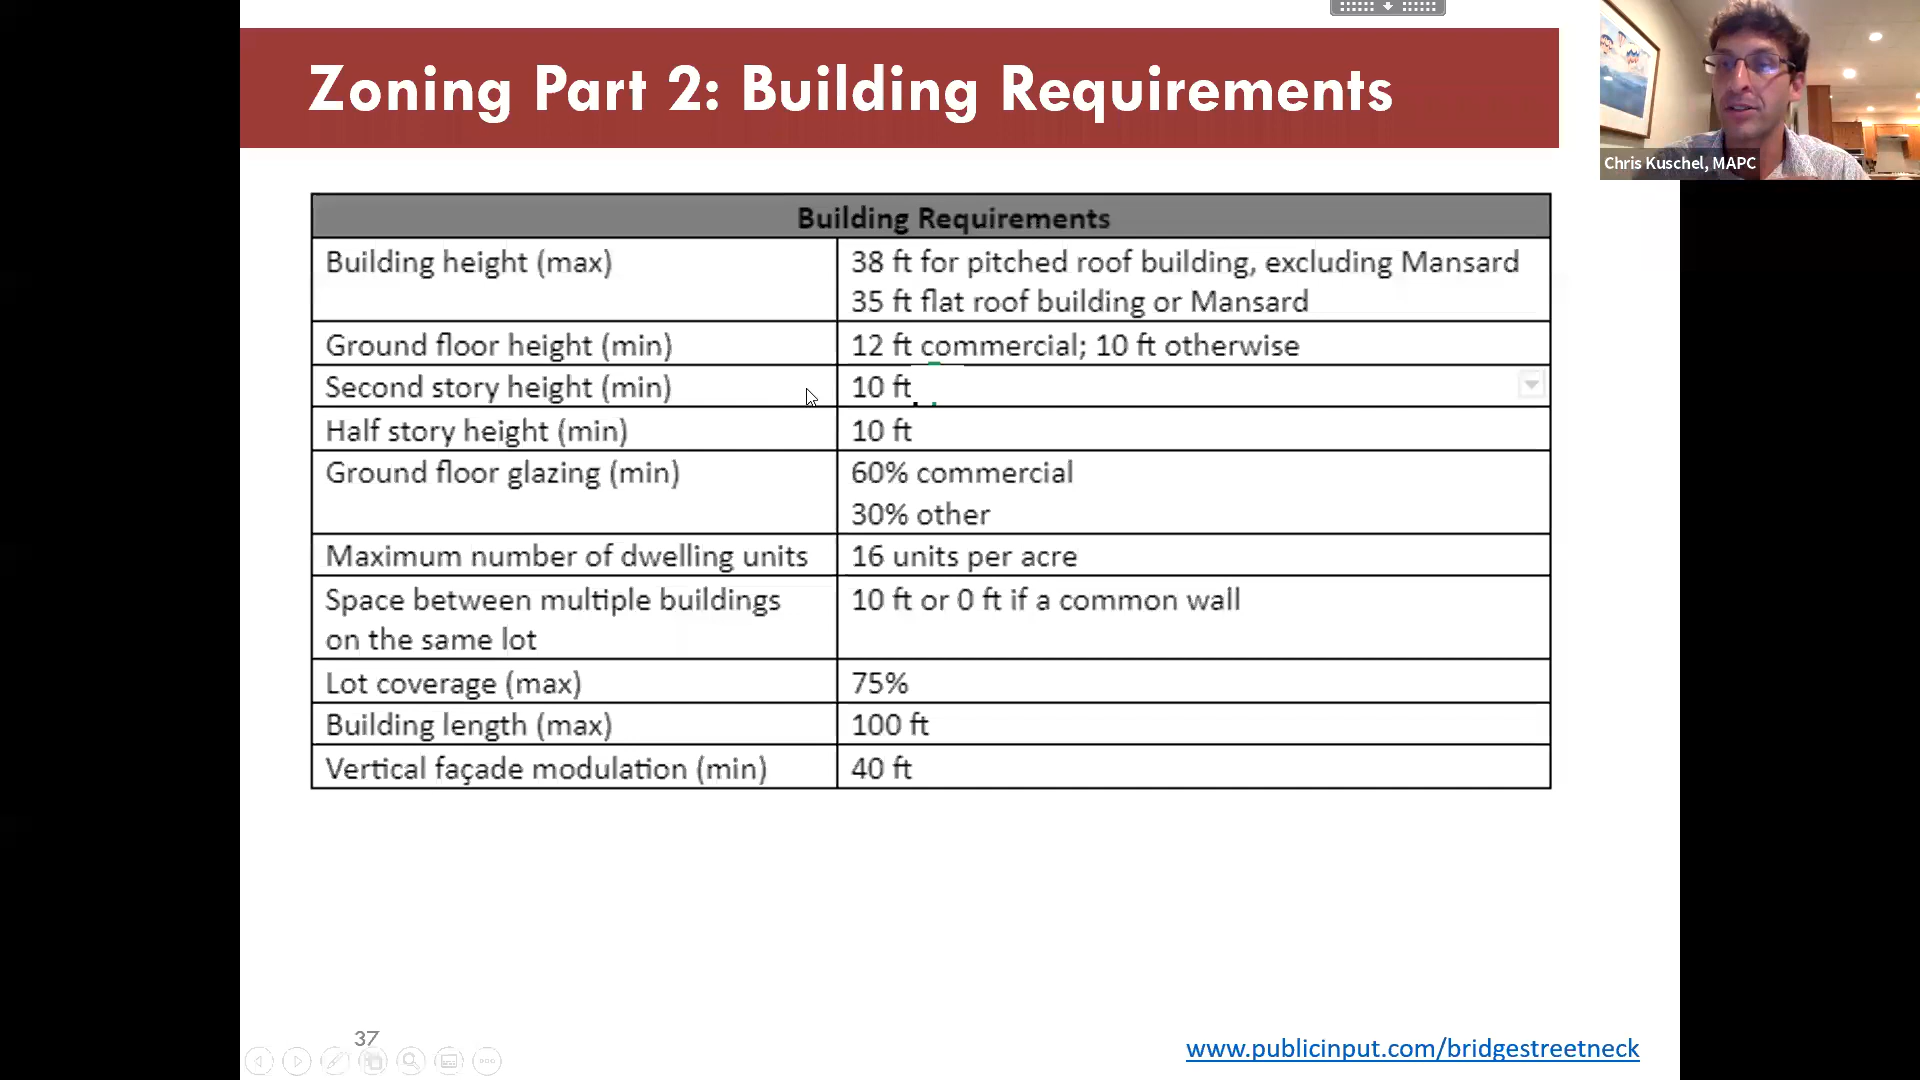 Zoning Part 2: Building Requirements
Chris Kuschel, MAPC
Building Requirements
Building height (max)
38 ft for pitched roof building, excluding Mansard
35 ft flat roof building or Mansard
Ground floor height (min)
12 ft commercial; 10 ft otherwise
Second story height (min)
10 ft
Half story height (min)
10 ft
Ground floor glazing (min)
60% commercial
30% other
Maximum number of dwelling units
16 units per acre
Space between multiple buildings
on the same lot
10 ft or 0 ft if a common wall
Lot coverage (max)
75%
Building length (max)
100 ft
Vertical façade modulation (min)
40 ft
37
www.publicinput.com/bridgestreetneck